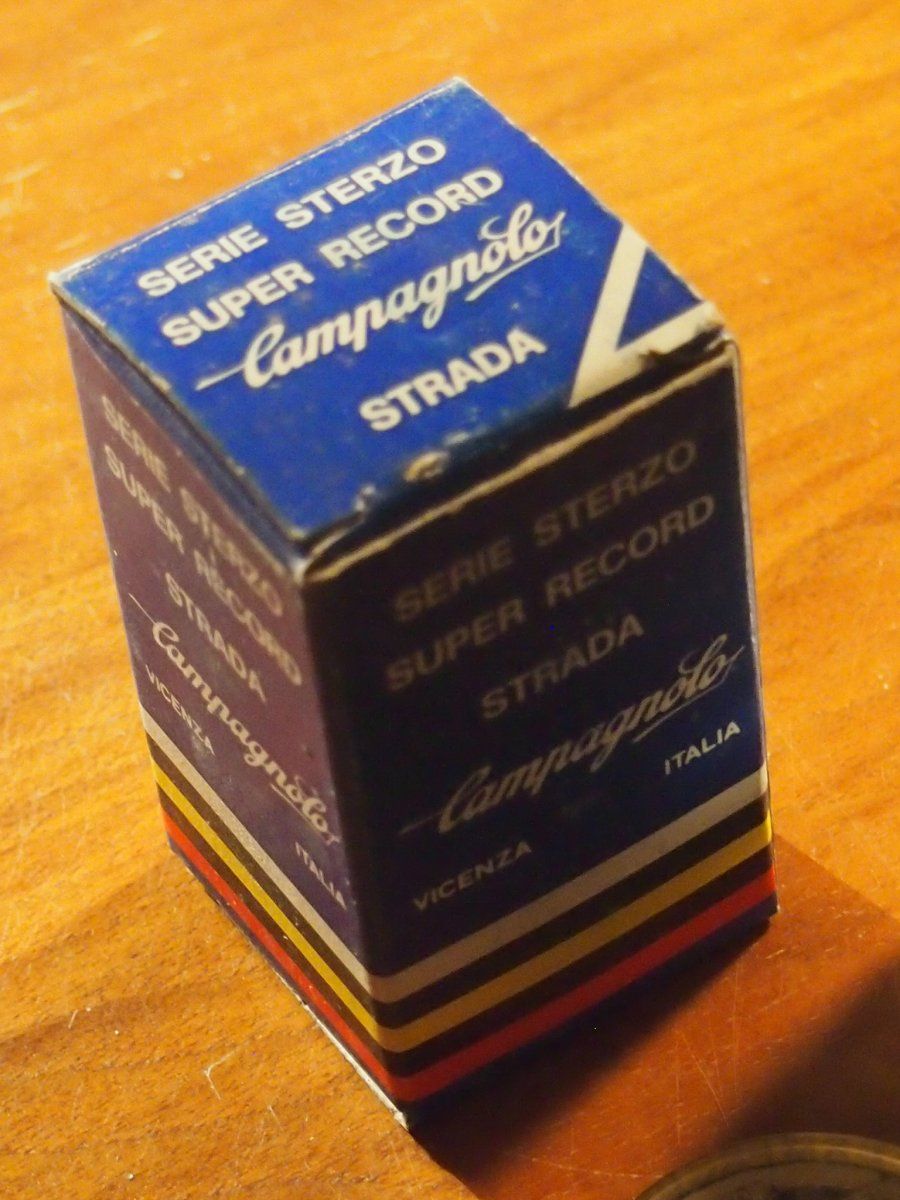 SERIE STERZO
SUPER RECORD
Campagnolo
STRADA
SERIE STERZO
SUPER RECORD
STRADA
Campagnolo
VICENZA
ITALIA
SERIE STERZO
SUPER RECORD
STRADA
Campagnolo
VICENZA
ITALIA